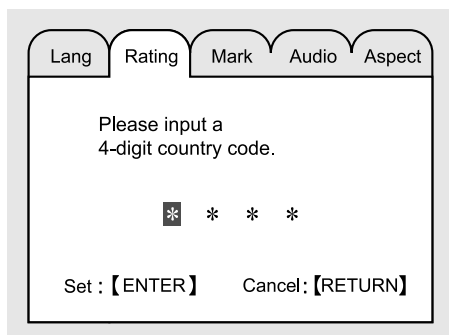 Lang Rating Mark Audio Aspect
Please input a
4-digit country code.
* * * *
Set :【ENTER】 Cancel:【RETURN】